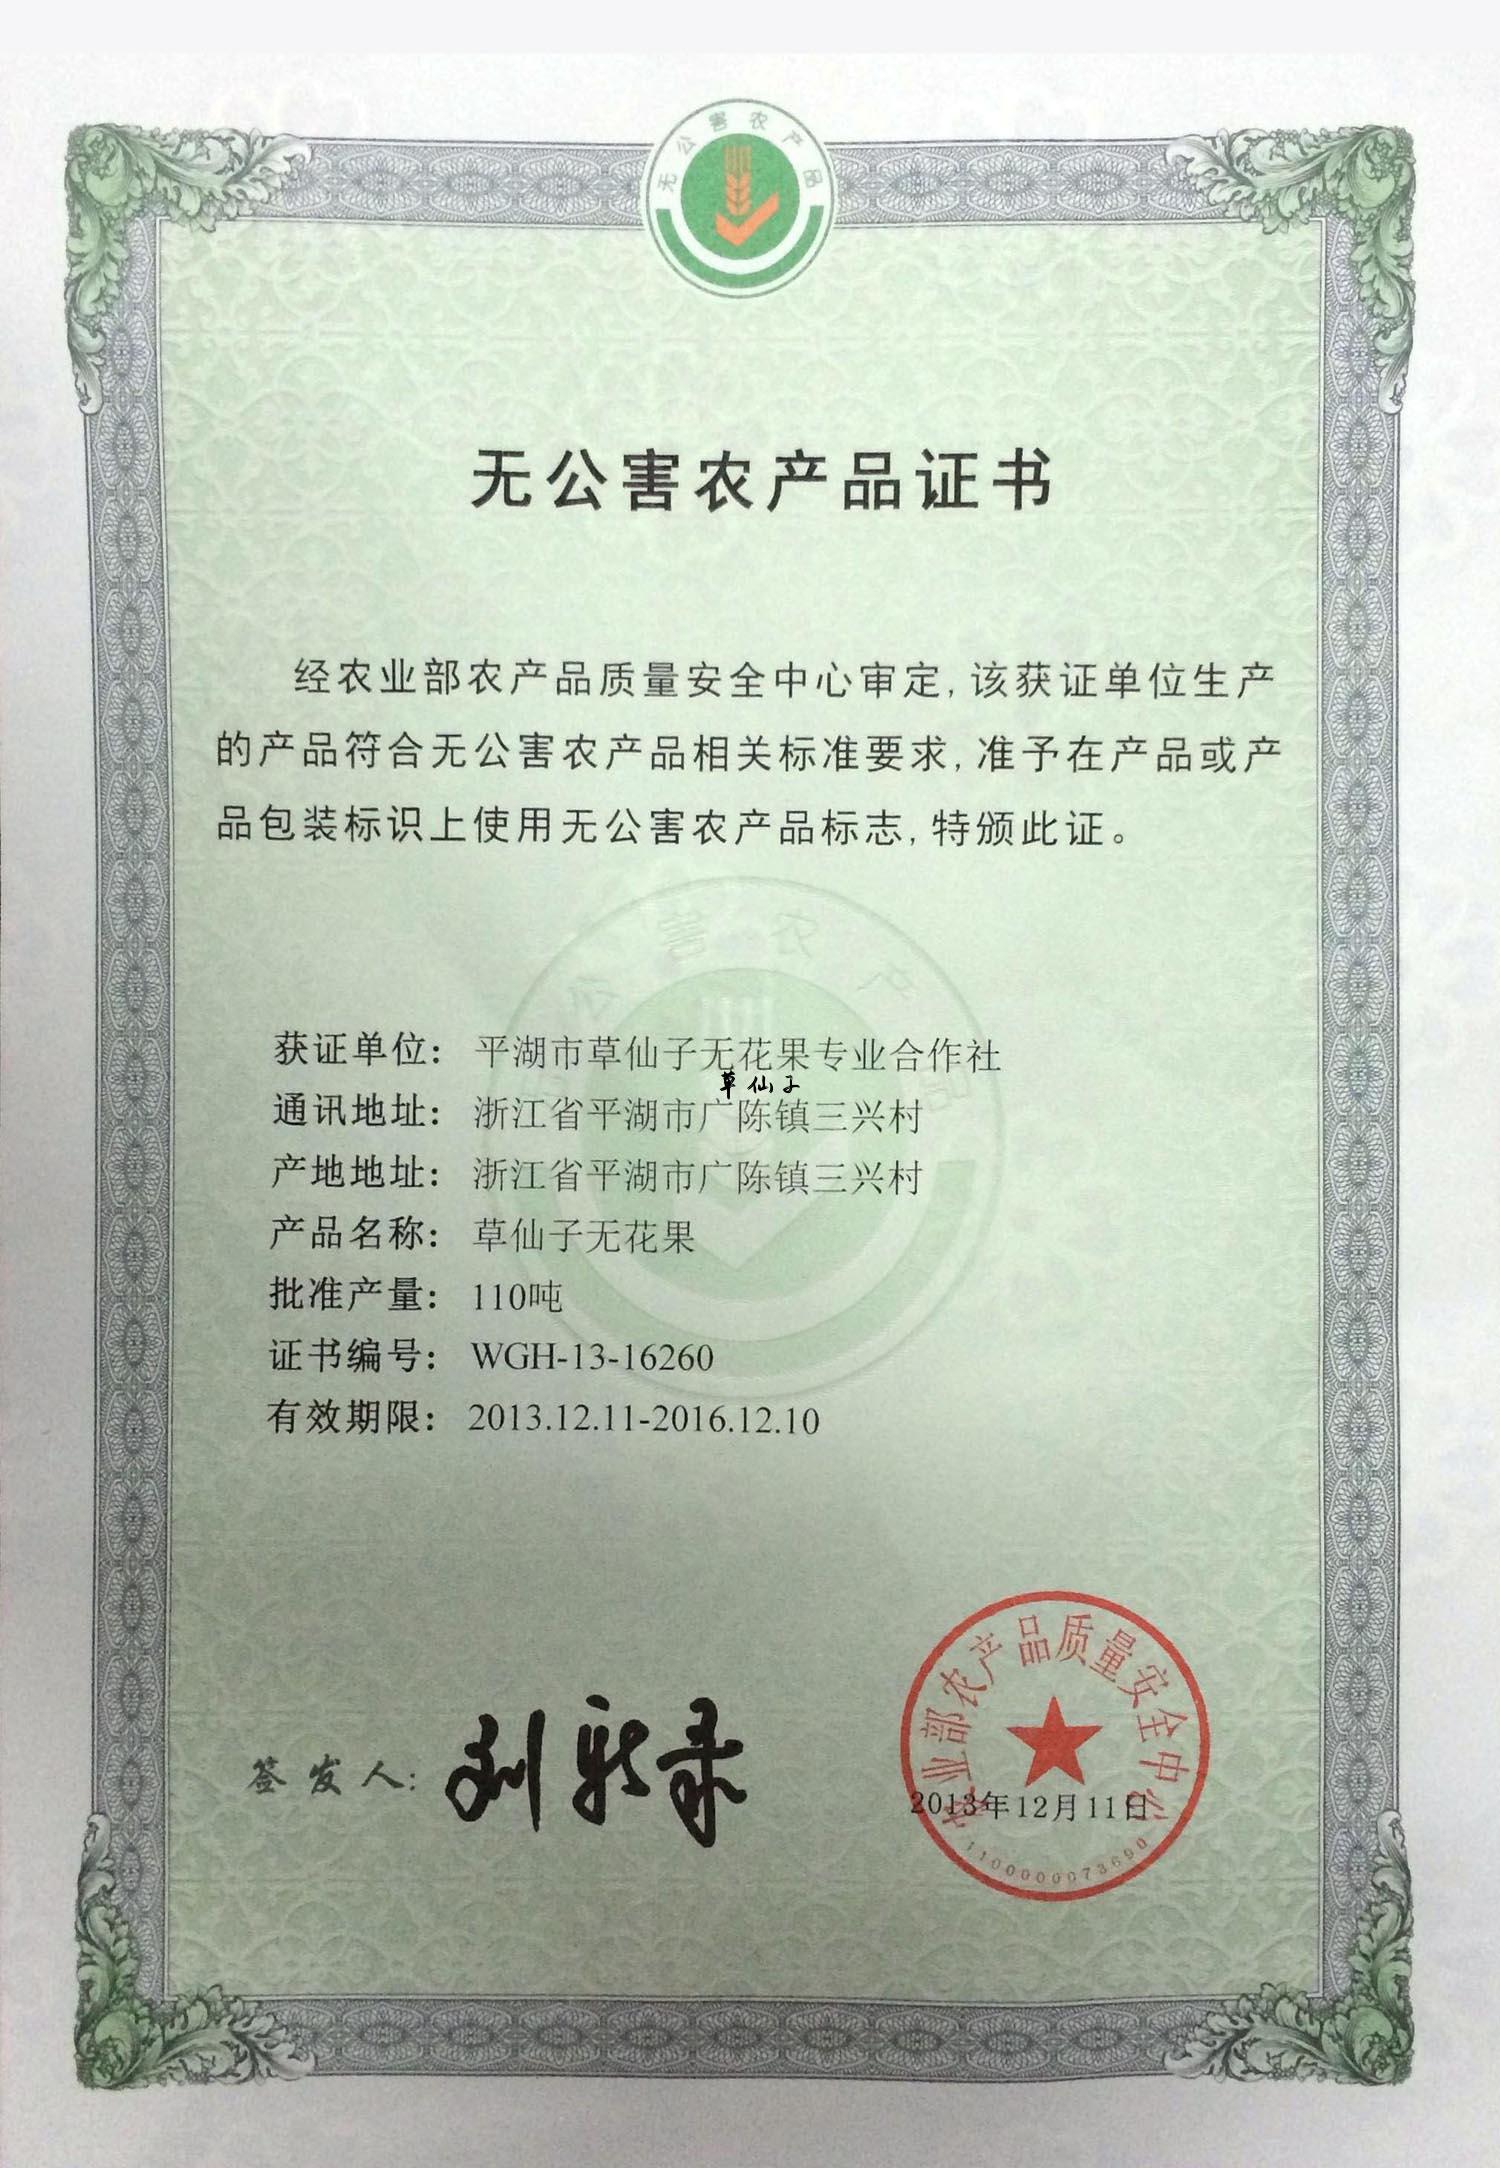 无公害农产品
无公害农产品证书
经农业部农产品质量安全中心审定,该获证单位生产
的产品符合无公害农产品相关标准要求,准予在产品或产
品包装标识上使用无公害农产品标志,特颁此证。
公害农产品
获证单位: 平湖市草仙子无花果专业合作社
草仙子
通讯地址: 浙江省平湖市广陈镇三兴村
产地地址: 浙江省平湖市广陈镇三兴村
产品名称: 草仙子无花果
批准产量: 110吨
证书编号: WGH-13-16260
有效期限: 2013.12.11-2016.12.10
农业部农产品质量安全中心
签发人: 刘新录
2013年12月11日
1100000073690